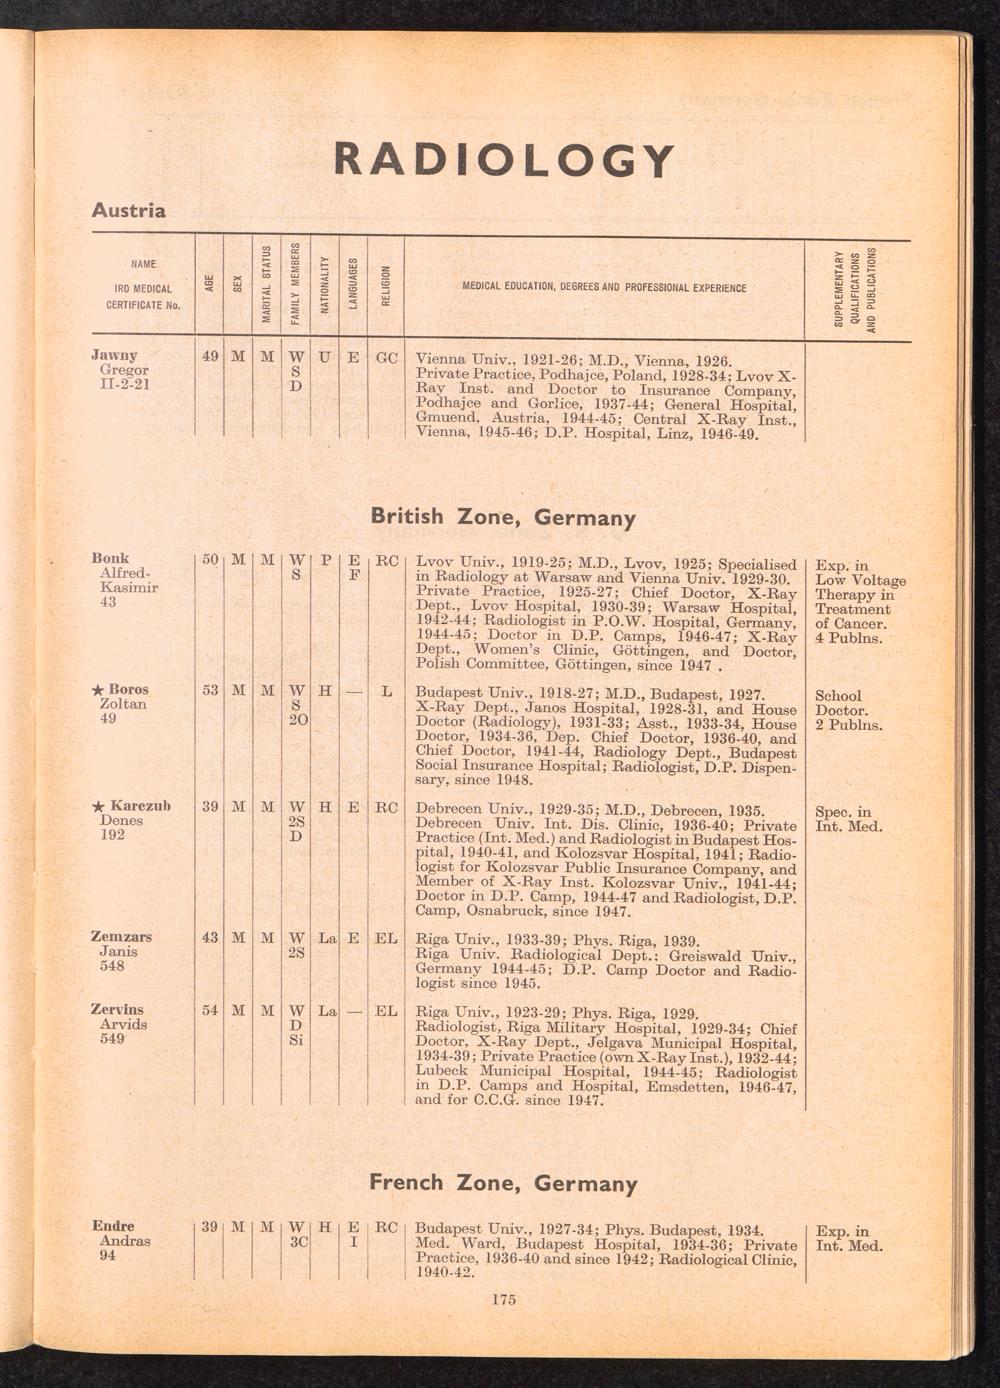 RADIOLOGY
Austria
NAME
IRO MEDICAL
CERTIFICATE No.
AGE
SEX
MARITAL STATUS
FAMILY MEMBERS
NATIONALITY
LANGUAGES
RELIGION
MEDICAL EDUCATION, DEGREES AND PROFESSIONAL EXPERIENCE
SUPPLEMENTARY
QUALIFICATIONS
AND PUBLICATIONS
Jawny 49 M M W U E GC Vienna Univ., 1921-26; M.D., Vienna, 1926.
Gregor S Private Practice, Podhajce, Poland, 1928-34; Lvov X-
II-2-21 D Ray Inst. and Doctor to Insurance Company,
Podhajce and Gorlice, 1937-44; General Hospital,
Gmuend, Austria, 1944-45; Central X-Ray Inst.,
Vienna, 1945-46; D.P. Hospital, Linz, 1946-49.
British Zone, Germany
Bonk 50 M M W P E RC Lvov Univ., 1919-25; M.D., Lvov, 1925; Specialised Exp. in
Alfred- S F in Radiology at Warsaw and Vienna Univ. 1929-30. Low Voltage
Kasimir Private Practice, 1925-27; Chief Doctor, X-Ray Therapy in
43 Dept., Lvov Hospital, 1930-39; Warsaw Hospital, Treatment
1942-44; Radiologist in P.O.W. Hospital, Germany, of Cancer.
1944-45; Doctor in D.P. Camps, 1946-47; X-Ray 4 Publns.
Dept., Women's Clinic, Göttingen, and Doctor,
Polish Committee, Göttingen, since 1947 .
★ Boros 53 M M W H — L Budapest Univ., 1918-27; M.D., Budapest, 1927. School
Zoltan S X-Ray Dept., Janos Hospital, 1928-31, and House Doctor.
49 2O Doctor (Radiology), 1931-33; Asst., 1933-34, House 2 Publns.
Doctor, 1934-36, Dep. Chief Doctor, 1936-40, and
Chief Doctor, 1941-44, Radiology Dept., Budapest
Social Insurance Hospital; Radiologist, D.P. Dispen-
sary, since 1948.
★ Karezub 39 M M W H E RC Debrecen Univ., 1929-35; M.D., Debrecen, 1935. Spec. in
Denes 2S Debrecen Univ. Int. Dis. Clinic, 1936-40; Private Int. Med.
192 D Practice (Int. Med.) and Radiologist in Budapest Hos-
pital, 1940-41, and Kolozsvar Hospital, 1941; Radio-
logist for Kolozsvar Public Insurance Company, and
Member of X-Ray Inst. Kolozsvar Univ., 1941-44;
Doctor in D.P. Camp, 1944-47 and Radiologist, D.P.
Camp, Osnabruck, since 1947.
Zemzars 43 M M W La E EL Riga Univ., 1933-39; Phys. Riga, 1939.
Janis 2S Riga Univ. Radiological Dept.: Greiswald Univ.,
548 Germany 1944-45; D.P. Camp Doctor and Radio-
logist since 1945.
Zervins 54 M M W La — EL Riga Univ., 1923-29; Phys. Riga, 1929.
Arvids D Radiologist, Riga Military Hospital, 1929-34; Chief
549 Si Doctor, X-Ray Dept., Jelgava Municipal Hospital,
1934-39; Private Practice (own X-Ray Inst.), 1932-44;
Lubeck Municipal Hospital, 1944-45; Radiologist
in D.P. Camps and Hospital, Emsdetten, 1946-47,
and for C.C.G. since 1947.
French Zone, Germany
Endre 39 M M W H E RC Budapest Univ., 1927-34; Phys. Budapest, 1934. Exp. in
Andras 3C I Med. Ward, Budapest Hospital, 1934-36; Private Int. Med.
94 Practice, 1936-40 and since 1942; Radiological Clinic,
1940-42.
175